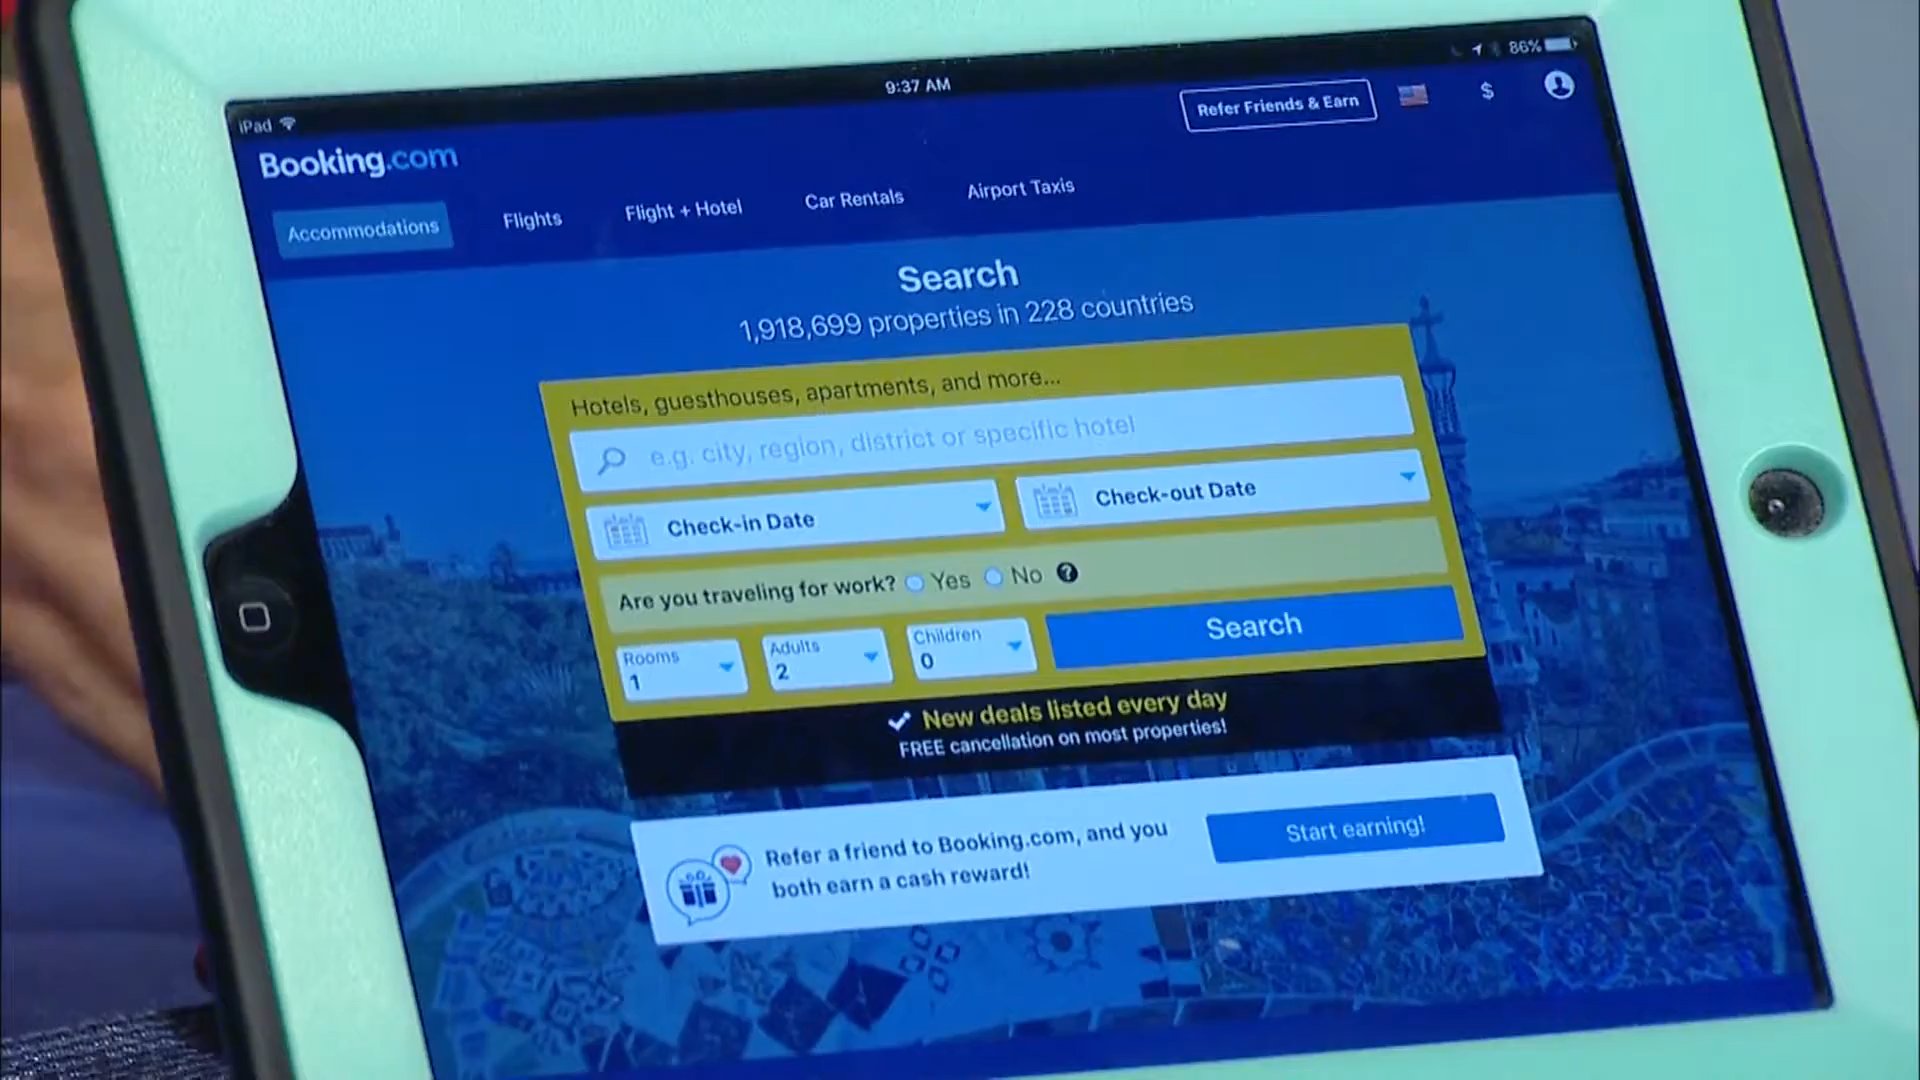 iPad
9:37 AM
86%
Booking.com
Refer Friends & Earn
$
Accommodations
Flights
Flight + Hotel
Car Rentals
Airport Taxis
Search
1,918,699 properties in 228 countries
Hotels, guesthouses, apartments, and more...
e.g. city, region, district or specific hotel
Check-in Date
Check-out Date
Are you traveling for work? Yes No ?
Rooms
1
Adults
2
Children
0
Search
New deals listed every day
FREE cancellation on most properties!
Refer a friend to Booking.com, and you
both earn a cash reward!
Start earning!